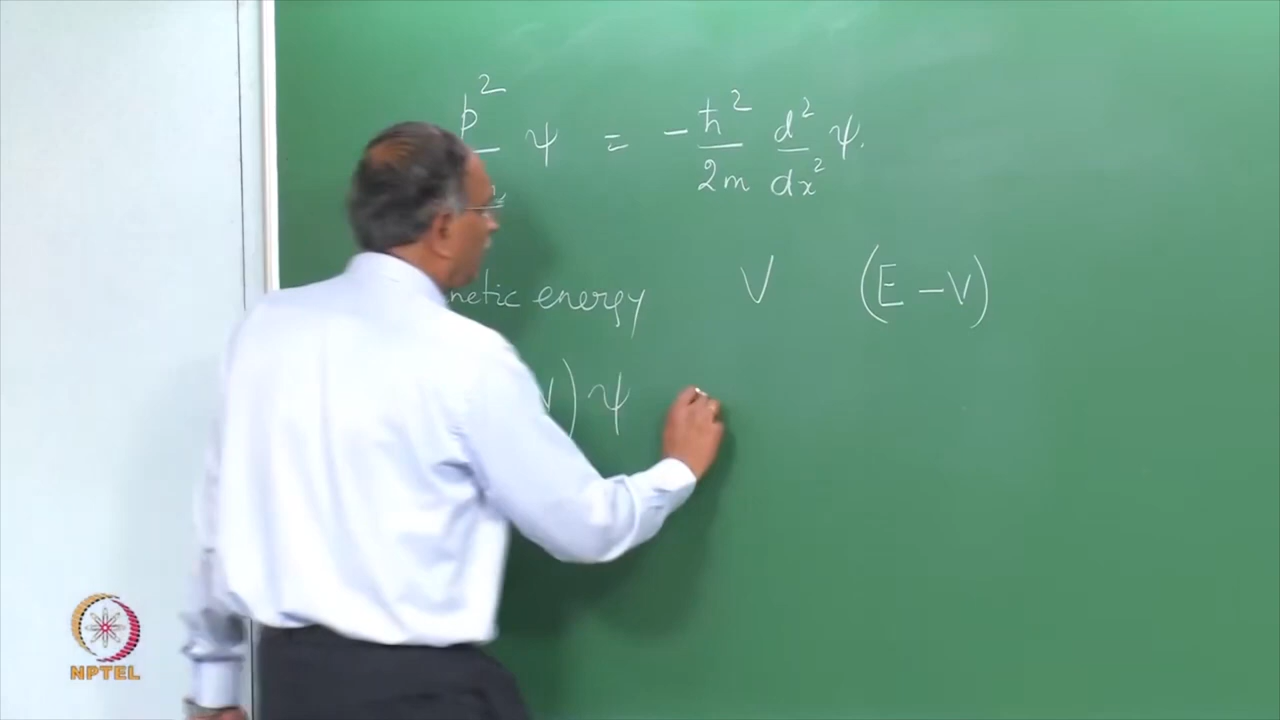 p² ψ = -ħ²/2m d²/dx² ψ.
netic energy V (E - V)
V) ψ
NPTEL